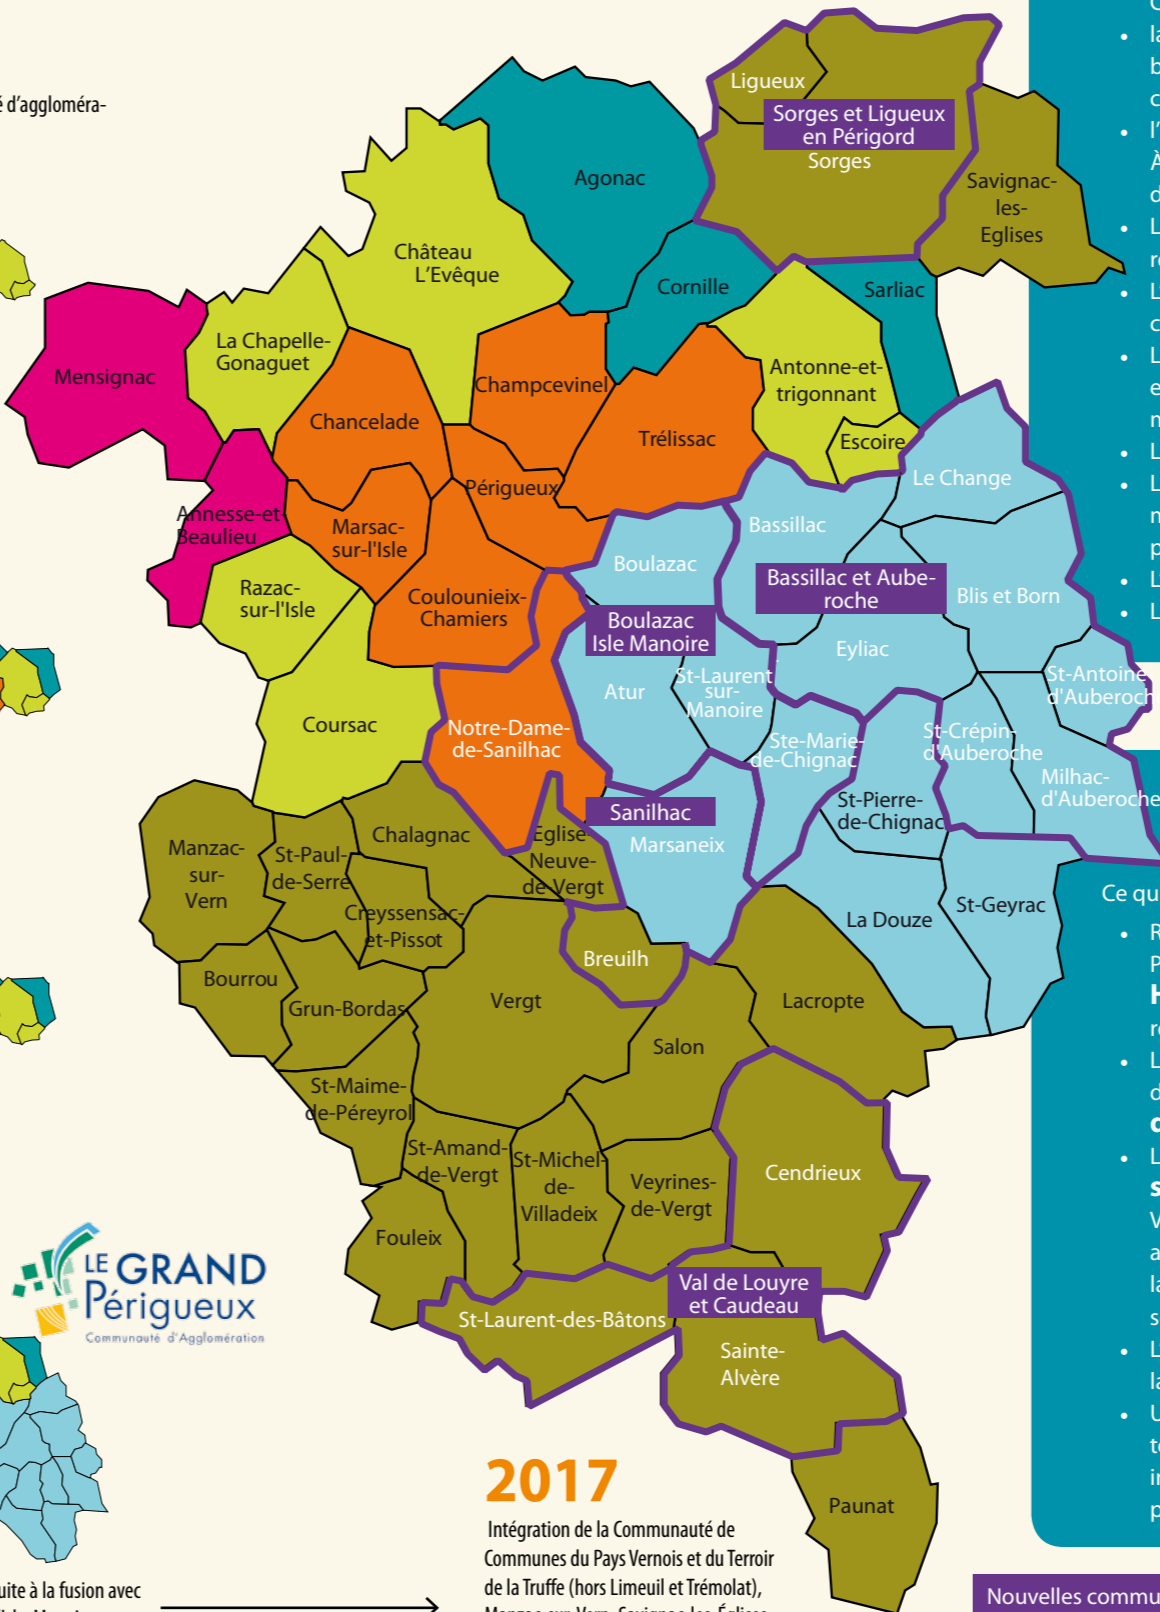 é d'aggloméra-
Ligueux
Sorges et Ligueux
en Périgord
Sorges
Savignac-
les-
Eglises
Agonac
Château
L'Evêque
Cornille
Sarliac
La Chapelle-
Gonaguet
Mensignac
Antonne-et-
trigonnant
Champcevinel
Chancelade
Trélissac
Escoire
Le Change
Périgueux
Annesse-et-
Beaulieu
Marsac-
sur-l'Isle
Bassillac
Boulazac
Bassillac et Aube-
roche
Blis et Born
Razac-
sur-l'Isle
Coulounieix-
Chamiers
Boulazac
Isle Manoire
Eyliac
Atur
St-Laurent
sur-
Manoire
St-Antoine
d'Auberoch
Coursac
Notre-Dame-
de-Sanilhac
Ste-Marie-
de-Chignac
St-Crépin-
d'Auberoche
Milhac-
d'Auberoche
St-Pierre-
de-Chignac
Sanilhac
Marsaneix
Manzac-
sur-
Vern
St-Paul-
de-Serre
Chalagnac
Eglise-
Neuve-
de-Vergt
Creyssensac-
et-Pissot
La Douze
St-Geyrac
Breuilh
Bourrou
Grun-Bordas
Vergt
Lacropte
Salon
St-Maime-
de-Péreyrol
St-Amand-
de-Vergt
St-Michel-
de-
Villadeix
Veyrines-
de-Vergt
Cendrieux
Fouleix
Val de Louyre
et Caudeau
St-Laurent-des-Bâtons
Sainte-
Alvère
Paunat
LE GRAND
Périgueux
Communauté d'Agglomération
2017
Intégration de la Communauté de
Communes du Pays Vernois et du Terroir
de la Truffe (hors Limeuil et Trémolat),
uite à la fusion avec
Ce qu
Nouvelles commu